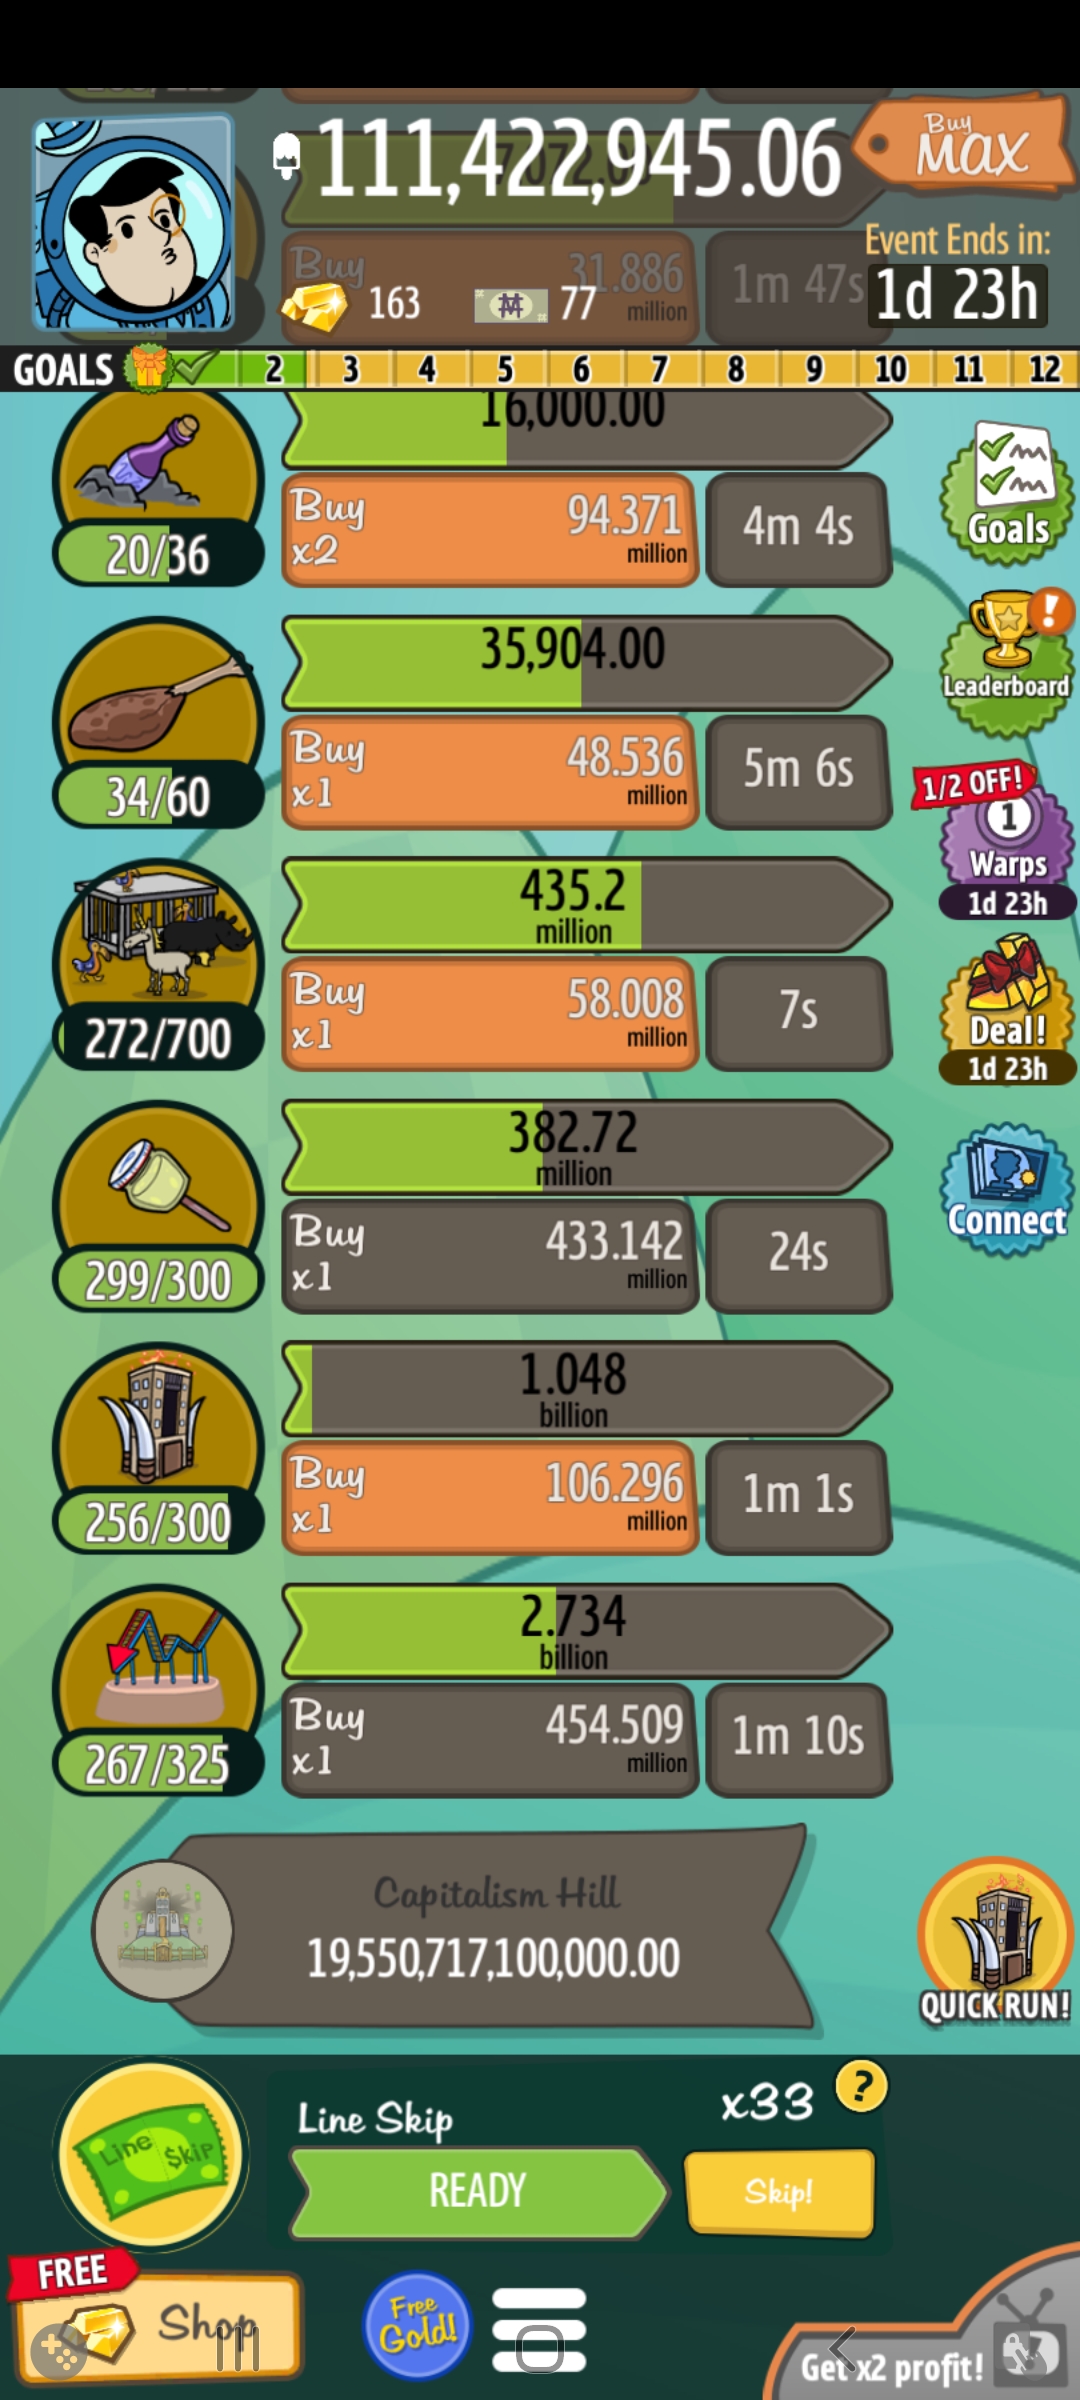 111,422,945.06
Buy
MAX
Event Ends in:
1d 23h
Buy
31.886
million
1m 47s
163
77
GOALS 2 3 4 5 6 7 8 9 10 11 12
16,000.00
20/36
Buy
x2
94.371
million
4m 4s
Goals
35,904.00
34/60
Buy
x1
48.536
million
5m 6s
!
Leaderboard
1/2 OFF!
1
Warps
1d 23h
435.2
million
272/700
Buy
x1
58.008
million
7s
Deal!
1d 23h
382.72
million
299/300
Buy
x1
433.142
million
24s
Connect
1.048
billion
256/300
Buy
x1
106.296
million
1m 1s
2.734
billion
267/325
Buy
x1
454.509
million
1m 10s
Capitalism Hill
19,550,717,100,000.00
QUICK RUN!
Line $kip
Line Skip
x33
?
READY
Skip!
FREE
Shop
Free
Gold!
Get x2 profit!